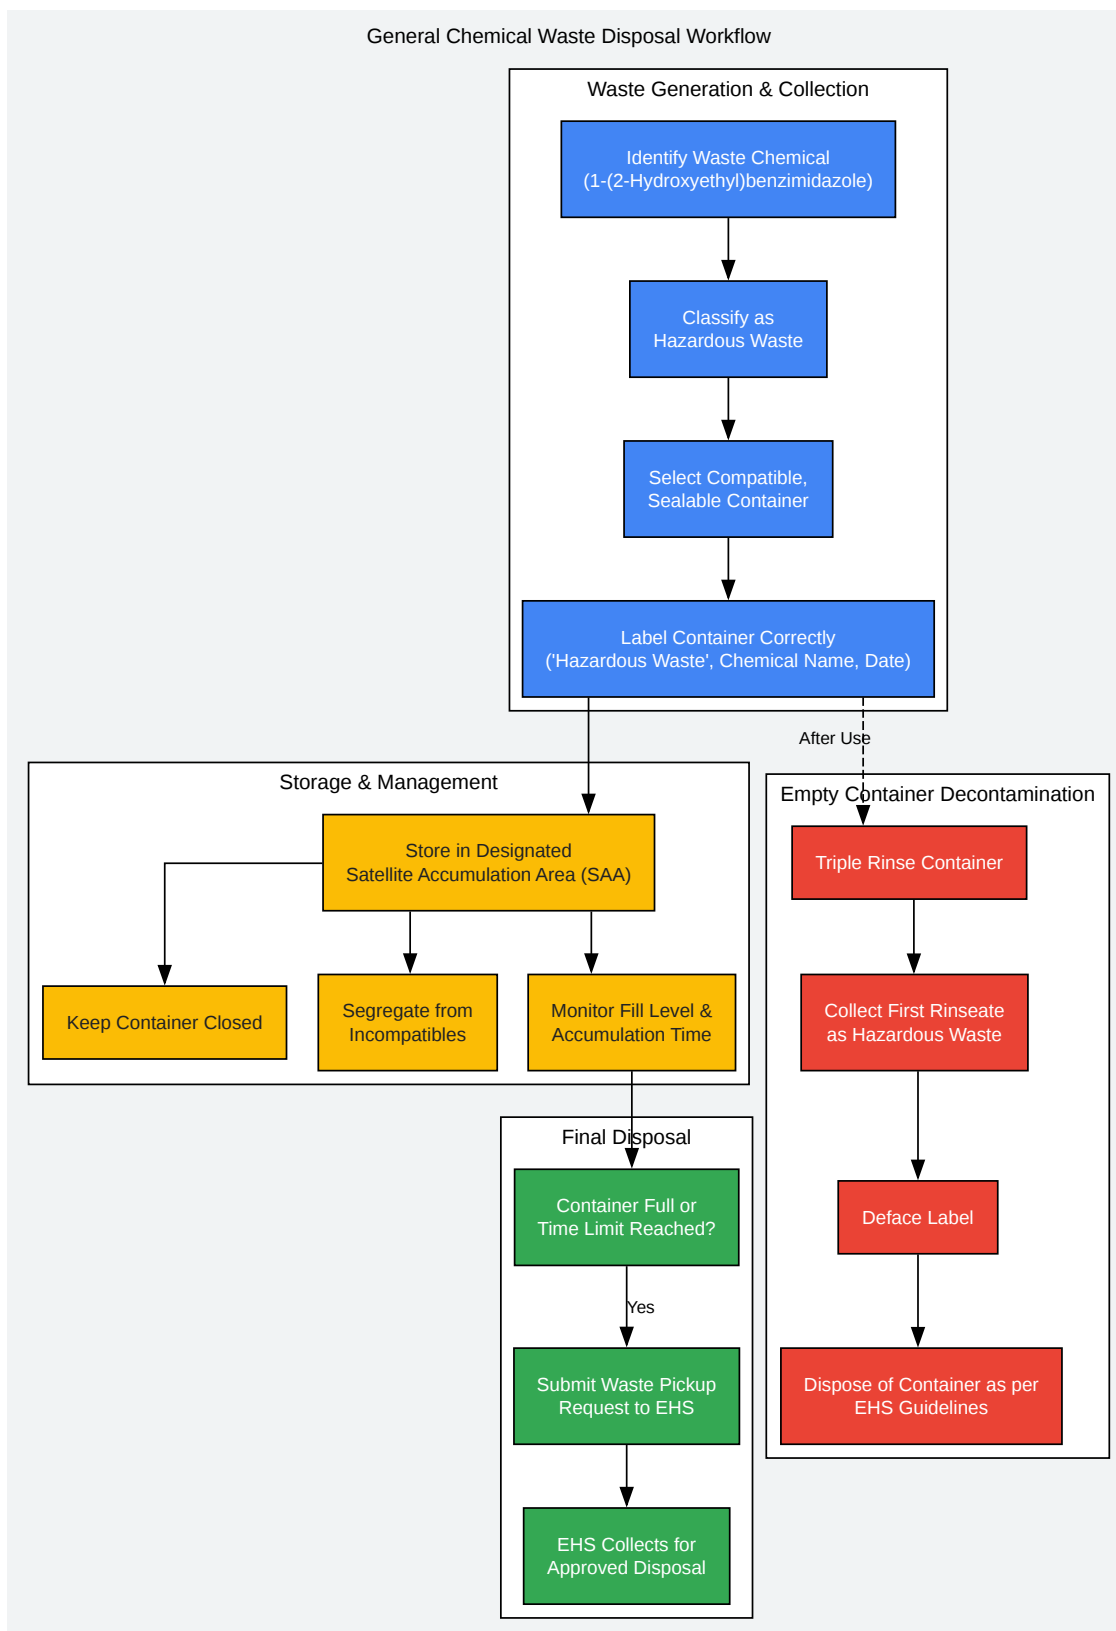 General Chemical Waste Disposal Workflow
Waste Generation & Collection
Identify Waste Chemical
(1-(2-Hydroxyethyl)benzimidazole)
Classify as
Hazardous Waste
Select Compatible,
Sealable Container
Label Container Correctly
('Hazardous Waste', Chemical Name, Date)
After Use
Storage & Management
Store in Designated
Satellite Accumulation Area (SAA)
Keep Container Closed
Segregate from
Incompatibles
Monitor Fill Level &
Accumulation Time
Final Disposal
Container Full or
Time Limit Reached?
Yes
Submit Waste Pickup
Request to EHS
EHS Collects for
Approved Disposal
Empty Container Decontamination
Triple Rinse Container
Collect First Rinseate
as Hazardous Waste
Deface Label
Dispose of Container as per
EHS Guidelines